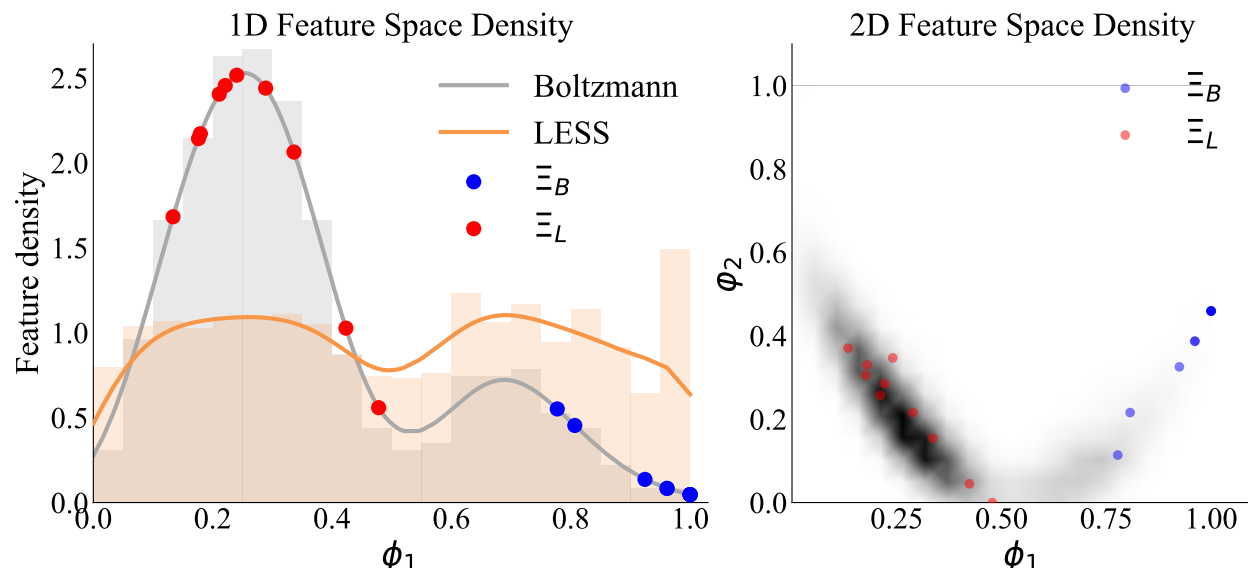 1D Feature Space Density
Feature density
2.5
2.0
1.5
1.0
0.5
0.0
0.0 0.2 0.4 0.6 0.8 1.0
ϕ₁
Boltzmann
LESS
Ξ_B
Ξ_L
2D Feature Space Density
φ₂
1.0
0.8
0.6
0.4
0.2
0.0
0.25 0.50 0.75 1.00
ϕ₁
Ξ_B
Ξ_L